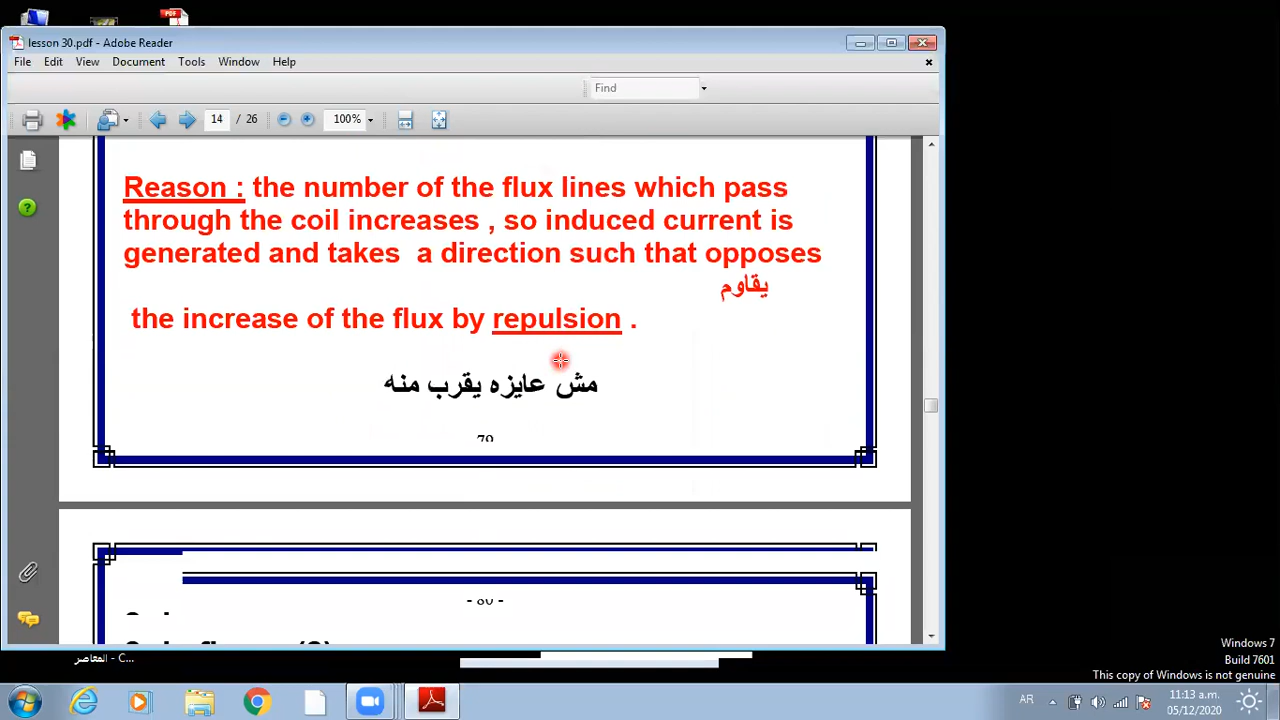 lesson 30.pdf - Adobe Reader
File Edit View Document Tools Window Help
Find
14 / 26 100%
Reason : the number of the flux lines which pass
through the coil increases , so induced current is
generated and takes a direction such that opposes
يقاوم
the increase of the flux by repulsion .
مش عايزه يقرب منه
79
- 80 -
المعاصر - C...
Windows 7
Build 7601
This copy of Windows is not genuine
AR
11:13 a.m.
05/12/2020